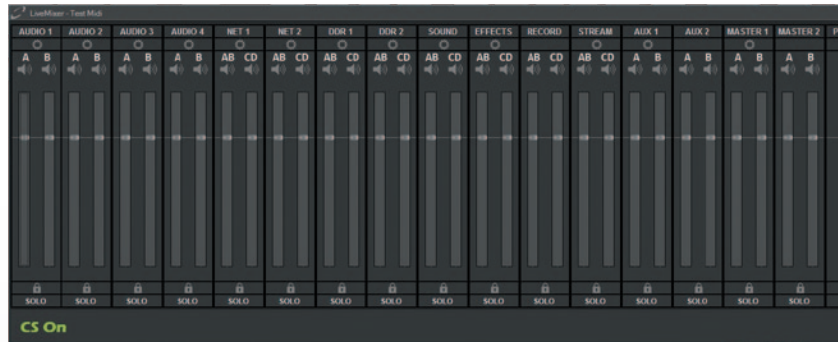 LiveMixer - Test Midi
AUDIO 1 AUDIO 2 AUDIO 3 AUDIO 4 NET 1 NET 2 DDR 1 DDR 2 SOUND EFFECTS RECORD STREAM AUX 1 AUX 2 MASTER 1 MASTER 2 P
A B A B A B A B AB CD AB CD AB CD AB CD AB CD AB CD AB CD AB CD A B A B A B A B
SOLO SOLO SOLO SOLO SOLO SOLO SOLO SOLO SOLO SOLO SOLO SOLO SOLO SOLO SOLO SOLO
CS On